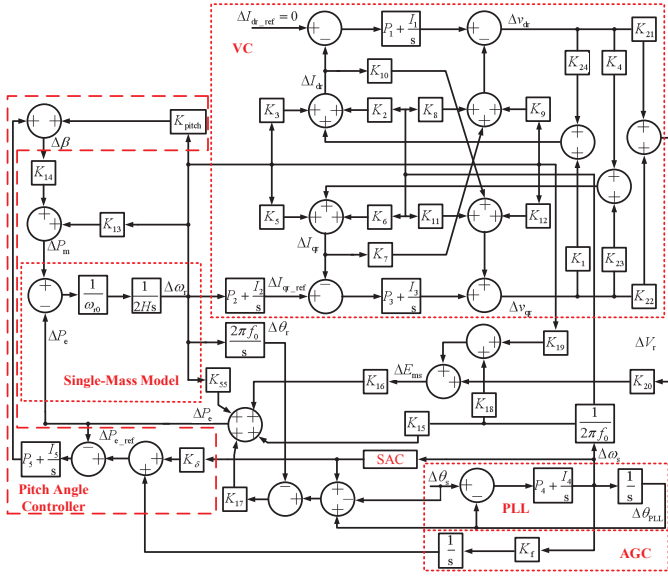 ΔI_dr_ref = 0
VC
P_1 + I_1/s
Δv_dr
K_21
K_24
K_4
K_10
ΔI_dr
K_3
K_2
K_8
K_9
K_pitch
Δβ
K_14
K_13
ΔP_m
K_5
K_6
K_11
K_12
ΔI_qr
K_7
K_1
K_23
K_22
1/ω_r0
1/2Hs
Δω_r
P_2 + I_2/s
ΔI_qr_ref
P_3 + I_3/s
Δv_qr
ΔP_e
Single-Mass Model
2πf_0/s
Δθ_r
K_55
K_19
ΔV_r
K_16
ΔE_ms
K_20
K_18
ΔP_e
K_15
1/2πf_0
ΔP_e_ref
P_5 + I_5/s
K_δ
SAC
Δω_s
Pitch Angle
Controller
K_17
Δθ_s
P_4 + I_4/s
1/s
PLL
Δθ_PLL
1/s
K_f
AGC